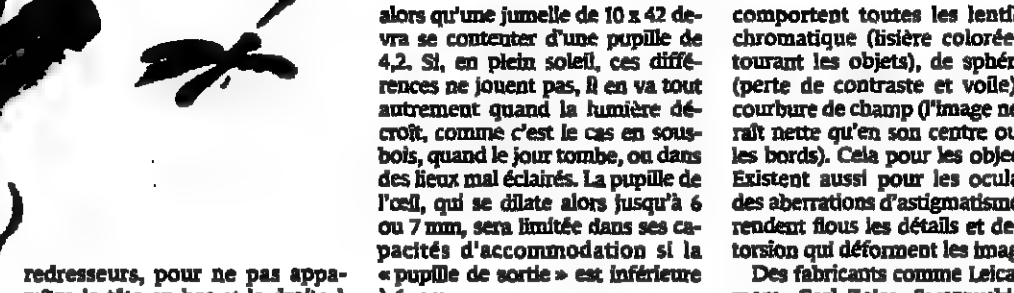 redresseurs, pour ne pas appa-
alors qu'une jumelle de 10 x 42 de-
vra se contenter d'une pupille de
4,2. Si, en plein soleil, ces diffé-
rences ne jouent pas, il en va tout
autrement quand la lumière dé-
croît, comme c'est le cas en sous-
bois, quand le jour tombe, ou dans
des lieux mal éclairés. La pupille de
l'œil, qui se dilate alors jusqu'à 6
ou 7 mm, sera limitée dans ses ca-
pacités d'accommodation si la
« pupille de sortie » est inférieure
comportent toutes les lenti
chromatique (lisière colorée
tourant les objets), de sphér
(perte de contraste et voile)
courbure de champ (l'image ne
raît nette qu'en son centre ou
les bords). Cela pour les objec
Existent aussi pour les ocula
des aberrations d'astigmatisme
rendent flous les détails et de
torsion qui déforment les imag
Des fabricants comme Leica